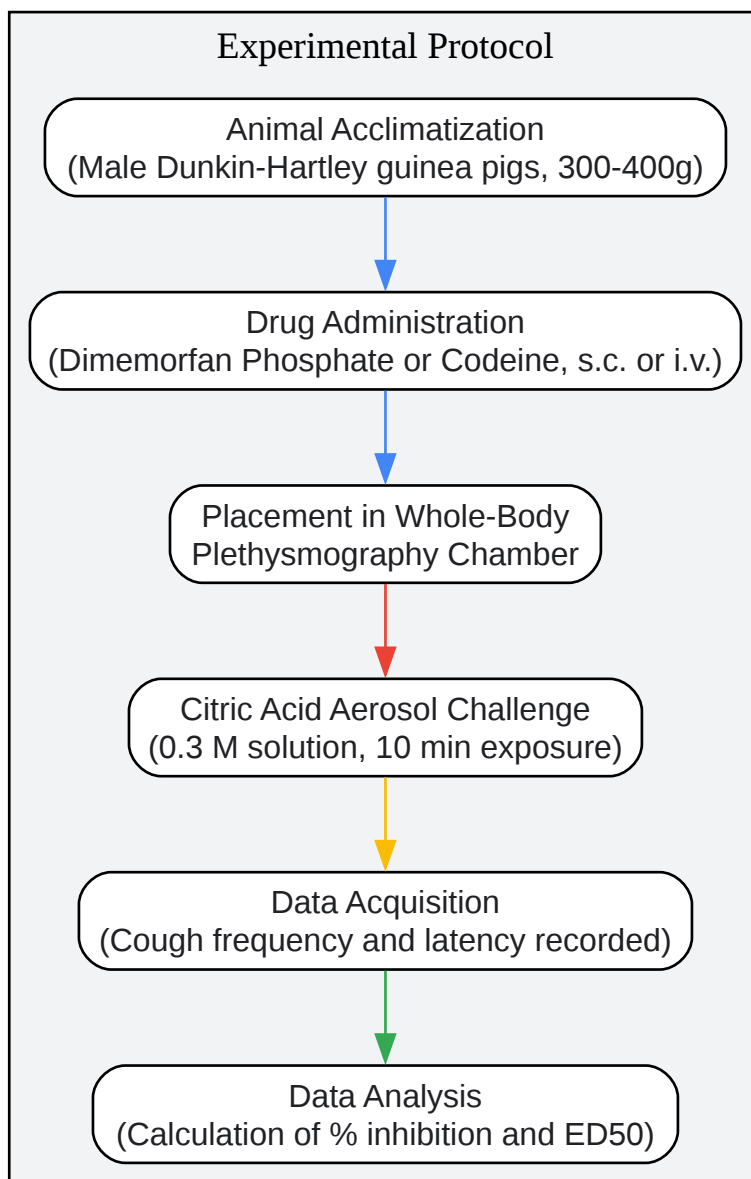 Experimental Protocol
Animal Acclimatization
(Male Dunkin-Hartley guinea pigs, 300-400g)
Drug Administration
(Dimemorfan Phosphate or Codeine, s.c. or i.v.)
Placement in Whole-Body
Plethysmography Chamber
Citric Acid Aerosol Challenge
(0.3 M solution, 10 min exposure)
Data Acquisition
(Cough frequency and latency recorded)
Data Analysis
(Calculation of % inhibition and ED50)